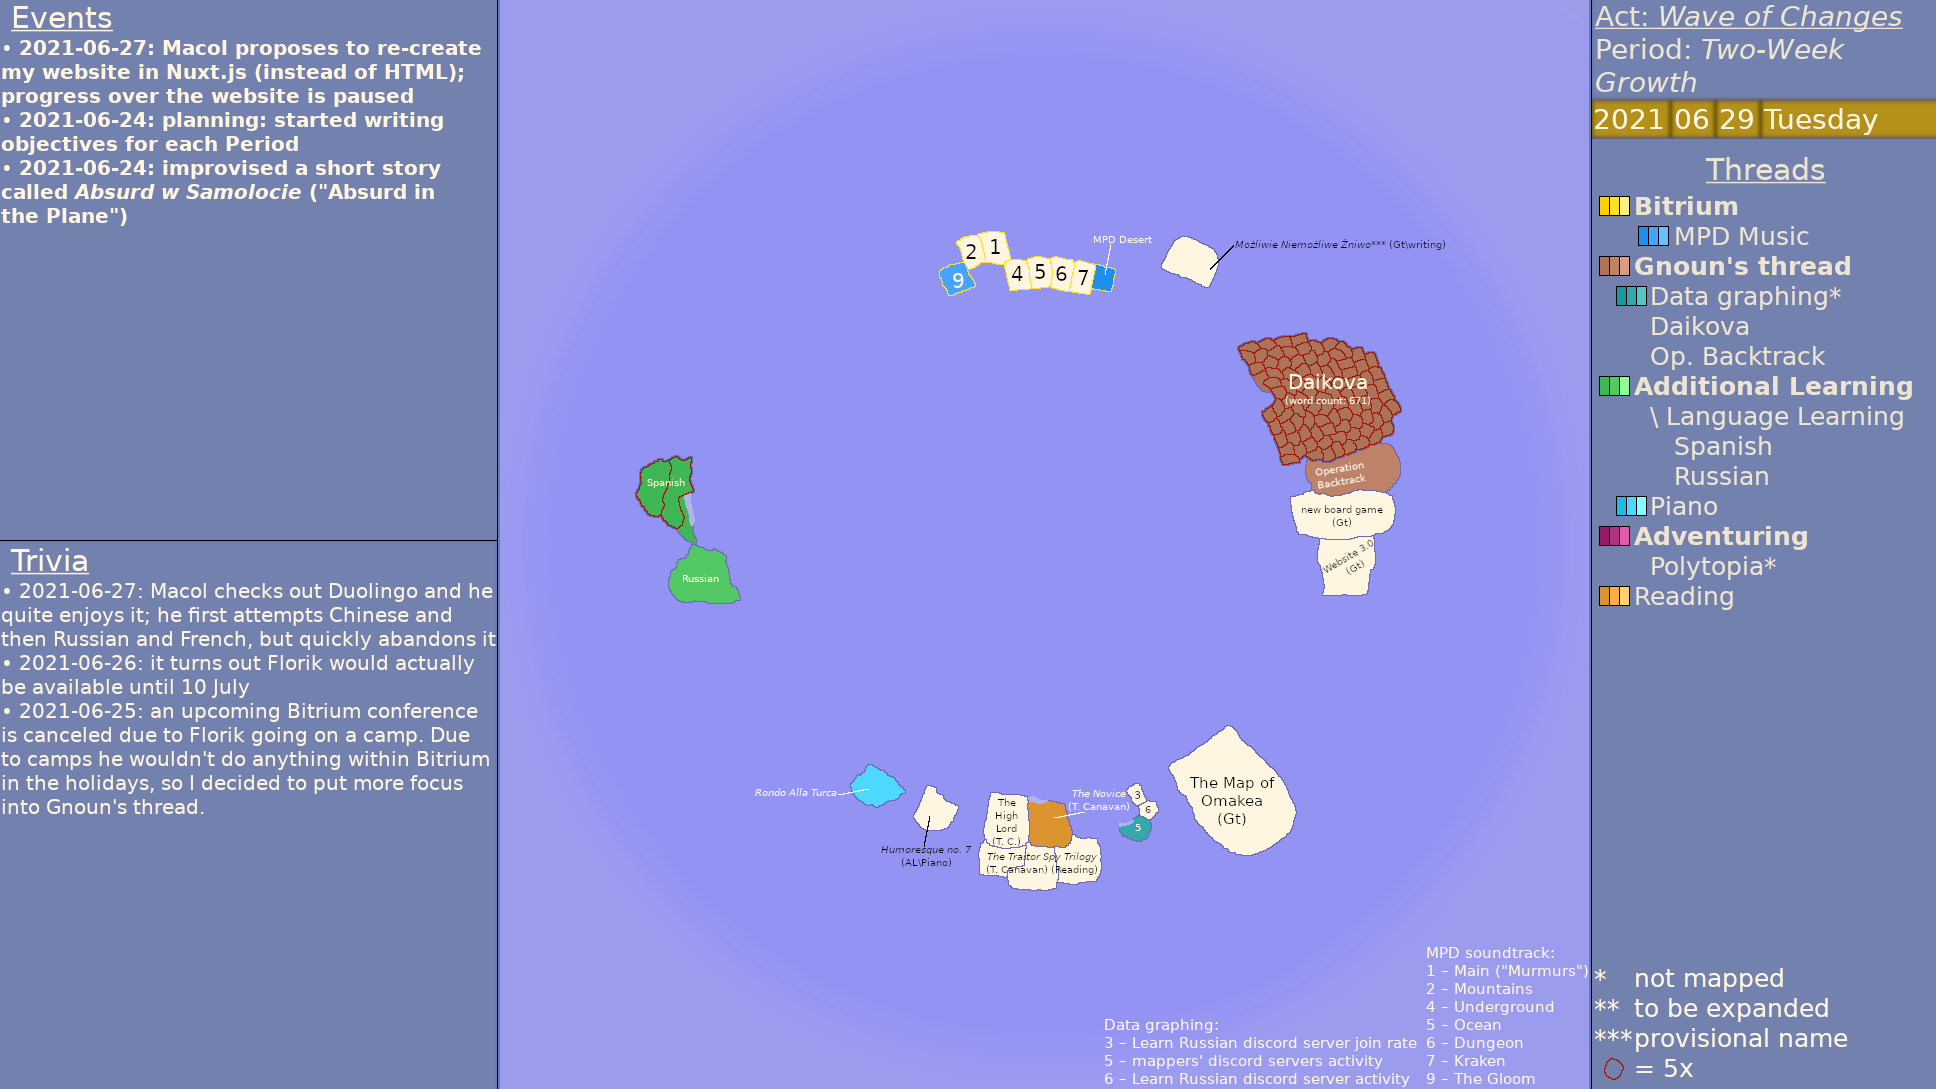 Events
• 2021-06-27: Macol proposes to re-create
my website in Nuxt.js (instead of HTML);
progress over the website is paused
• 2021-06-24: planning: started writing
objectives for each Period
• 2021-06-24: improvised a short story
called Absurd w Samolocie ("Absurd in
the Plane")
Trivia
• 2021-06-27: Macol checks out Duolingo and he
quite enjoys it; he first attempts Chinese and
then Russian and French, but quickly abandons it
• 2021-06-26: it turns out Florik would actually
be available until 10 July
• 2021-06-25: an upcoming Bitrium conference
is canceled due to Florik going on a camp. Due
to camps he wouldn't do anything within Bitrium
in the holidays, so I decided to put more focus
into Gnoun's thread.
2 1
9
4 5 6 7
MPD Desert
Możliwie Niemożliwe Żniwo*** (Gt\writing)
Daikova
(word count: 671)
Operation
Backtrack
new board game
(Gt)
Website 3.0
(Gt)
Spanish
Russian
Rondo Alla Turca
Humoresque no. 7
(AL\Piano)
The
High
Lord
(T. C.)
The Novice
(T. Canavan)
The Traitor Spy Trilogy
(T. Canavan) (Reading)
3
6
5
The Map of
Omakea
(Gt)
Data graphing:
3 – Learn Russian discord server join rate
5 – mappers' discord servers activity
6 – Learn Russian discord server activity
MPD soundtrack:
1 – Main ("Murmurs")
2 – Mountains
4 – Underground
5 – Ocean
6 – Dungeon
7 – Kraken
9 – The Gloom
Act: Wave of Changes
Period: Two-Week
Growth
2021 06 29 Tuesday
Threads
Bitrium
MPD Music
Gnoun's thread
Data graphing*
Daikova
Op. Backtrack
Additional Learning
\ Language Learning
Spanish
Russian
Piano
Adventuring
Polytopia*
Reading
* not mapped
** to be expanded
*** provisional name
= 5x